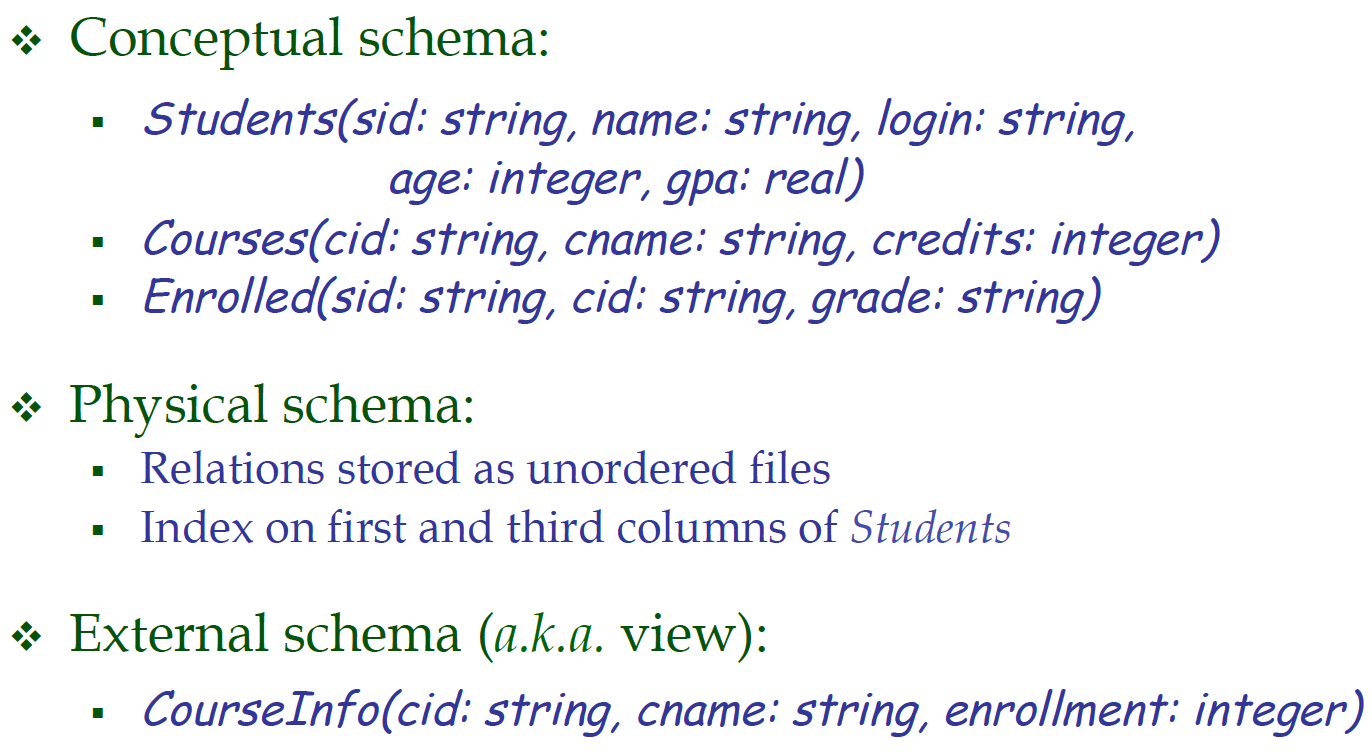 ❖ Conceptual schema:
▪ Students(sid: string, name: string, login: string,
age: integer, gpa: real)
▪ Courses(cid: string, cname: string, credits: integer)
▪ Enrolled(sid: string, cid: string, grade: string)
❖ Physical schema:
▪ Relations stored as unordered files
▪ Index on first and third columns of Students
❖ External schema (a.k.a. view):
▪ CourseInfo(cid: string, cname: string, enrollment: integer)